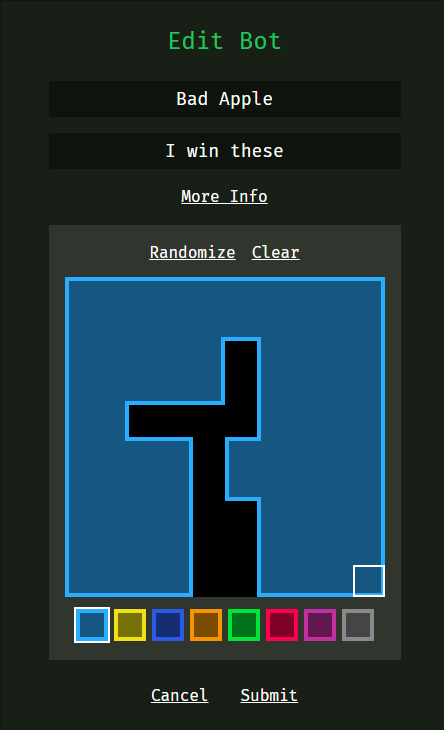 Edit Bot
Bad Apple
I win these
More Info
Randomize Clear
Cancel Submit